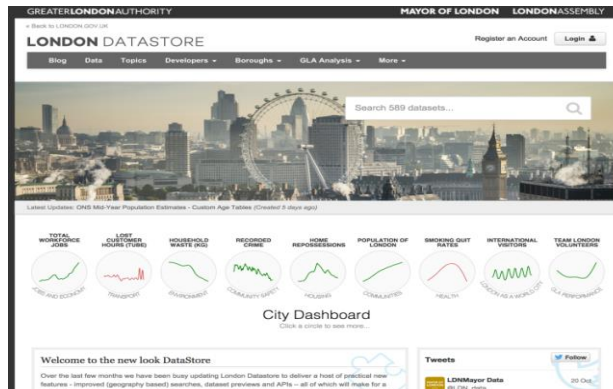 GREATERLONDONAUTHORITY
MAYOR OF LONDON LONDONASSEMBLY
Back to LONDON.GOV.UK
LONDON DATASTORE
Register an Account Login
Blog Data Topics Developers Boroughs GLA Analysis More
Search 589 datasets...
Latest Updates: ONS Mid-Year Population Estimates - Custom Age Tables (Created 5 days ago)
TOTAL WORKFORCE JOBS
JOBS AND ECONOMY
LOST CUSTOMER HOURS (TUBE)
TRANSPORT
HOUSEHOLD WASTE (KG)
ENVIRONMENT
RECORDED CRIME
COMMUNITY SAFETY
HOME REPOSSESSIONS
HOUSING
POPULATION OF LONDON
COMMUNITIES
SMOKING QUIT RATES
HEALTH
INTERNATIONAL VISITORS
LONDON AS A WORLD CITY
TEAM LONDON VOLUNTEERS
GLA PERFORMANCE
City Dashboard
Click a circle to see more...
Welcome to the new look DataStore
Over the last few months we have been busy updating London Datastore to deliver a host of practical new
features - improved (geography based) searches, dataset previews and APIs – all of which will make for a
Tweets Follow
LDNMayor Data 20 Oct
@LDN_data